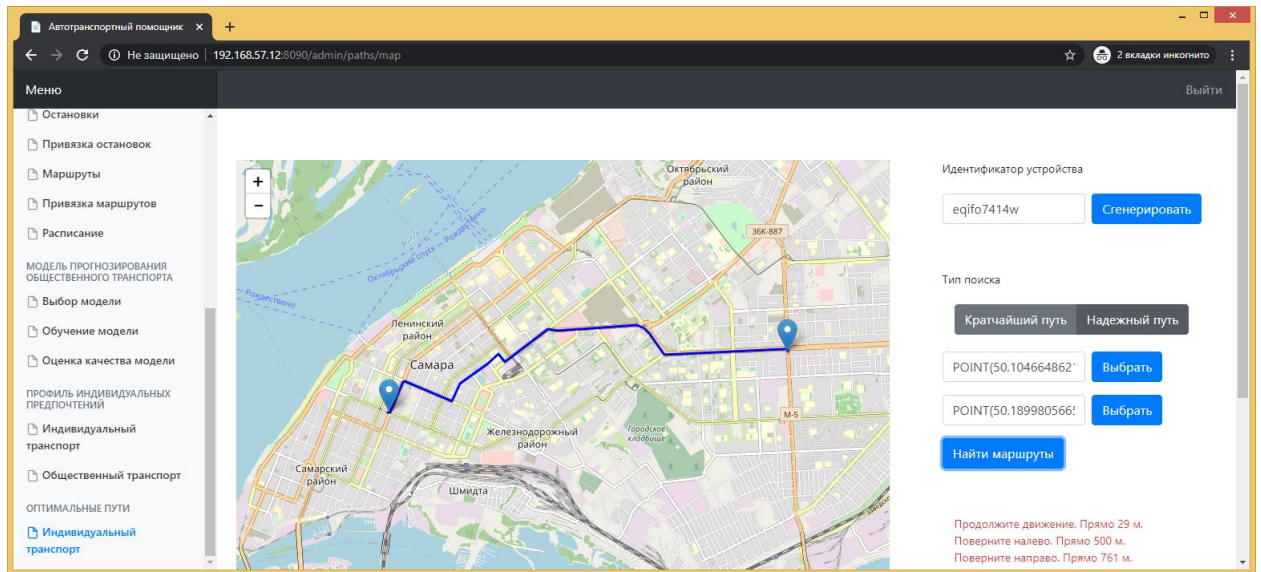 Автотранспортный помощник
Не защищено
192.168.57.12:8090/admin/paths/map
2 вкладки инкогнито
Меню
Выйти
Остановки
Привязка остановок
Маршруты
Привязка маршрутов
Расписание
МОДЕЛЬ ПРОГНОЗИРОВАНИЯ
ОБЩЕСТВЕННОГО ТРАНСПОРТА
Выбор модели
Обучение модели
Оценка качества модели
ПРОФИЛЬ ИНДИВИДУАЛЬНЫХ
ПРЕДПОЧТЕНИЙ
Индивидуальный
транспорт
Общественный транспорт
ОПТИМАЛЬНЫЕ ПУТИ
Индивидуальный
транспорт
+
−
Октябрьский
район
36К-887
Волга
Октябрьский спуск - Рождествено
Рождествено
Ленинский
район
Самара
М-5
Железнодорожный
район
Городское
кладбище
Самарский
район
Шмидта
Идентификатор устройства
eqifo7414w
Сгенерировать
Тип поиска
Кратчайший путь
Надежный путь
POINT(50.104664862
Выбрать
POINT(50.189980566
Выбрать
Найти маршруты
Продолжите движение. Прямо 29 м.
Поверните налево. Прямо 500 м.
Поверните направо. Прямо 761 м.